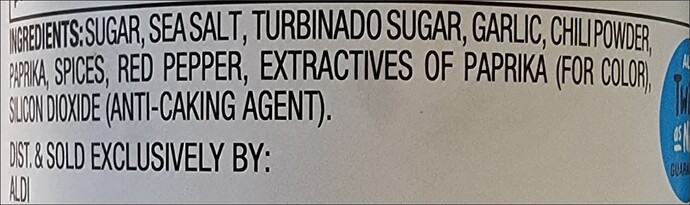 INGREDIENTS: SUGAR, SEA SALT, TURBINADO SUGAR, GARLIC, CHILI POWDER,
PAPRIKA, SPICES, RED PEPPER, EXTRACTIVES OF PAPRIKA (FOR COLOR),
SILICON DIOXIDE (ANTI-CAKING AGENT).
DIST. & SOLD EXCLUSIVELY BY:
ALDI